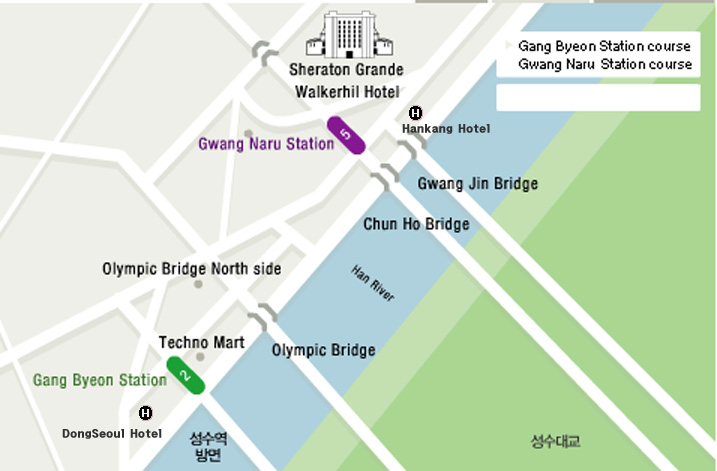 Sheraton Grande
Walkerhil Hotel
Gang Byeon Station course
Gwang Naru Station course
H
Hankang Hotel
Gwang Naru Station
5
Gwang Jin Bridge
Chun Ho Bridge
Olympic Bridge North side
Han River
Techno Mart
Olympic Bridge
Gang Byeon Station
2
H
DongSeoul Hotel
성수역
방면
성수대교